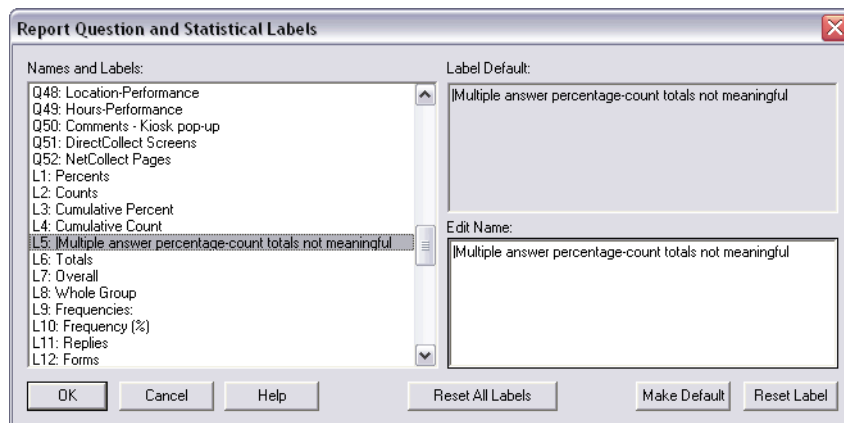 Report Question and Statistical Labels
Names and Labels:
Q48: Location-Performance
Q49: Hours-Performance
Q50: Comments - Kiosk pop-up
Q51: DirectCollect Screens
Q52: NetCollect Pages
L1: Percents
L2: Counts
L3: Cumulative Percent
L4: Cumulative Count
L5: |Multiple answer percentage-count totals not meaningful
L6: Totals
L7: Overall
L8: Whole Group
L9: Frequencies:
L10: Frequency (%)
L11: Replies
L12: Forms
Label Default:
|Multiple answer percentage-count totals not meaningful
Edit Name:
|Multiple answer percentage-count totals not meaningful
OK
Cancel
Help
Reset All Labels
Make Default
Reset Label